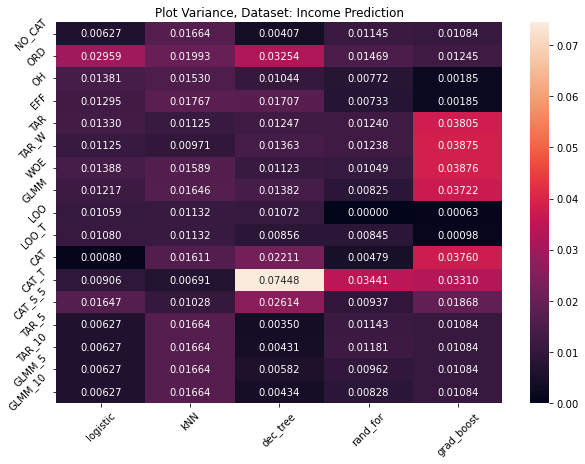 Plot Variance, Dataset: Income Prediction
NO_CAT 0.00627 0.01664 0.00407 0.01145 0.01084
ORD 0.02959 0.01993 0.03254 0.01469 0.01245
OH 0.01381 0.01530 0.01044 0.00772 0.00185
EFF 0.01295 0.01767 0.01707 0.00733 0.00185
TAR 0.01330 0.01125 0.01247 0.01240 0.03805
TAR_W 0.01125 0.00971 0.01363 0.01238 0.03875
WOE 0.01388 0.01589 0.01123 0.01049 0.03876
GLMM 0.01217 0.01646 0.01382 0.00825 0.03722
LOO 0.01059 0.01132 0.01072 0.00000 0.00063
LOO_T 0.01080 0.01132 0.00856 0.00845 0.00098
CAT 0.00080 0.01611 0.02211 0.00479 0.03760
CAT_T 0.00906 0.00691 0.07448 0.03441 0.03310
CAT_S_5 0.01647 0.01028 0.02614 0.00937 0.01868
TAR_5 0.00627 0.01664 0.00350 0.01143 0.01084
TAR_10 0.00627 0.01664 0.00431 0.01181 0.01084
GLMM_5 0.00627 0.01664 0.00582 0.00962 0.01084
GLMM_10 0.00627 0.01664 0.00434 0.00828 0.01084
logistic kNN dec_tree rand_for grad_boost
0.07
0.06
0.05
0.04
0.03
0.02
0.01
0.00